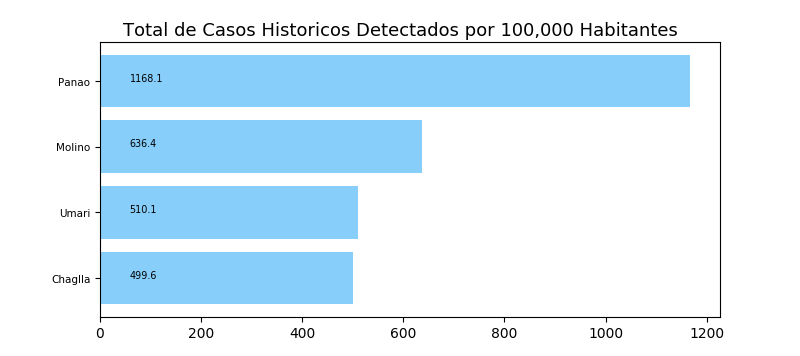 Total de Casos Historicos Detectados por 100,000 Habitantes
Panao
1168.1
Molino
636.4
Umari
510.1
Chaglla
499.6
0 200 400 600 800 1000 1200